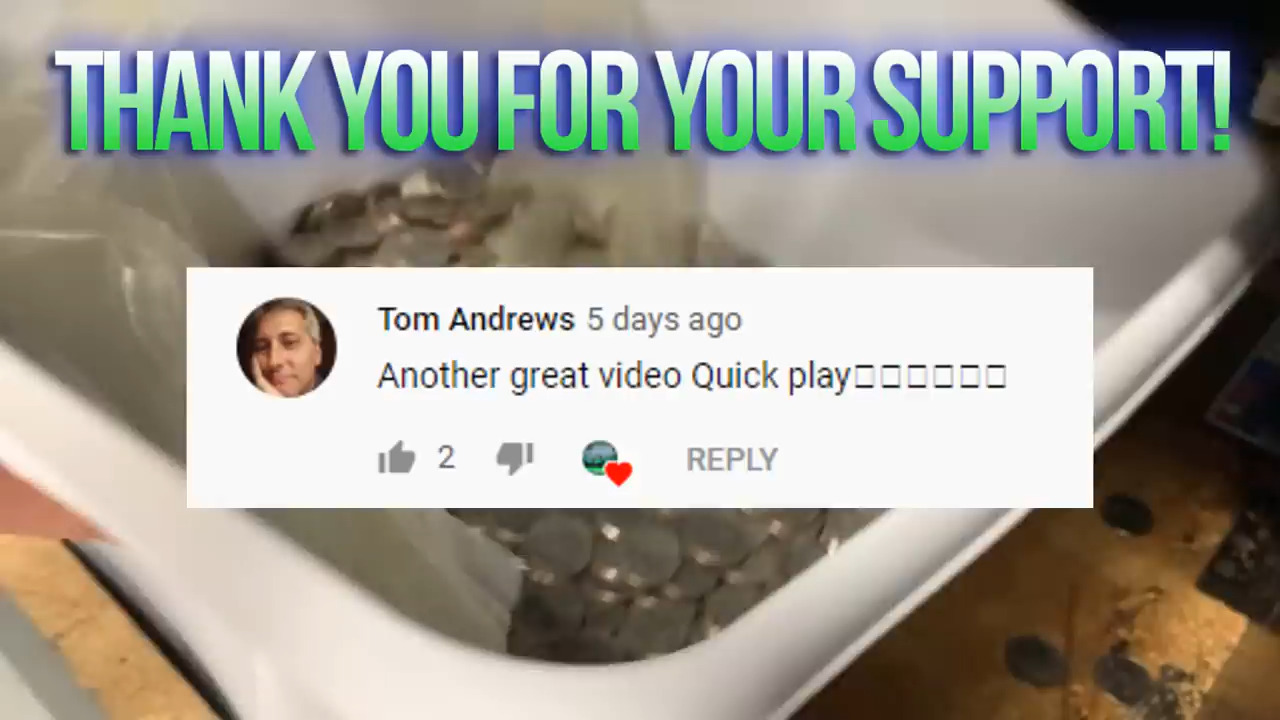 THANK YOU FOR YOUR SUPPORT!
Tom Andrews 5 days ago
Another great video Quick play□□□□□□
2 REPLY